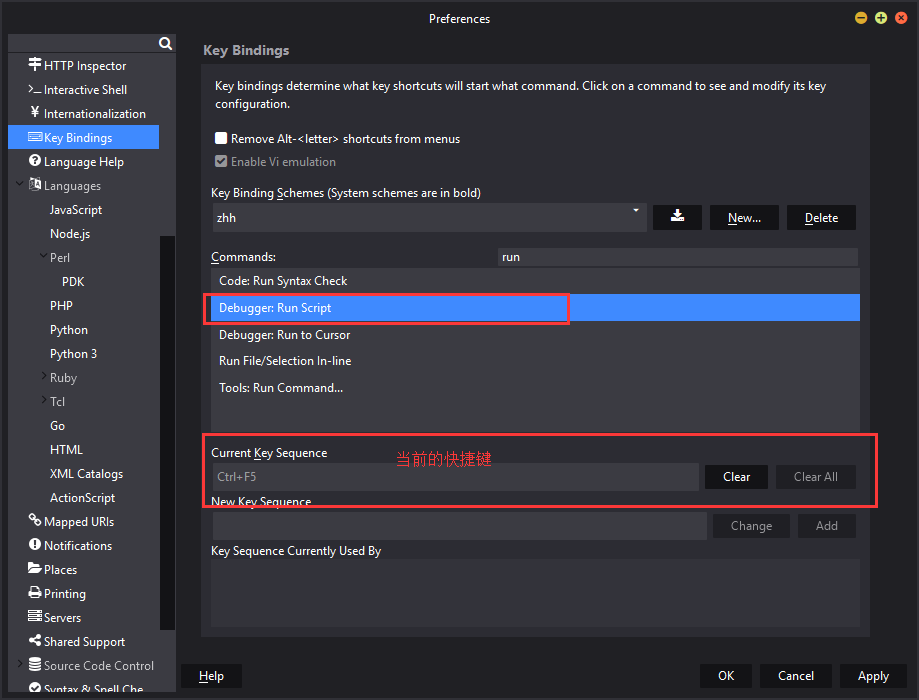 Preferences
HTTP Inspector
Interactive Shell
Internationalization
Key Bindings
Language Help
Languages
JavaScript
Node.js
Perl
PDK
PHP
Python
Python 3
Ruby
Tcl
Go
HTML
XML Catalogs
ActionScript
Mapped URIs
Notifications
Places
Printing
Servers
Shared Support
Source Code Control
Syntax & Spell Che
Key Bindings
Key bindings determine what key shortcuts will start what command. Click on a command to see and modify its key
configuration.
Remove Alt-<letter> shortcuts from menus
Enable Vi emulation
Key Binding Schemes (System schemes are in bold)
zhh
New...
Delete
Commands:
run
Code: Run Syntax Check
Debugger: Run Script
Debugger: Run to Cursor
Run File/Selection In-line
Tools: Run Command...
Current Key Sequence
当前的快捷键
Ctrl+F5
Clear
Clear All
New Key Sequence
Change
Add
Key Sequence Currently Used By
Help
OK
Cancel
Apply